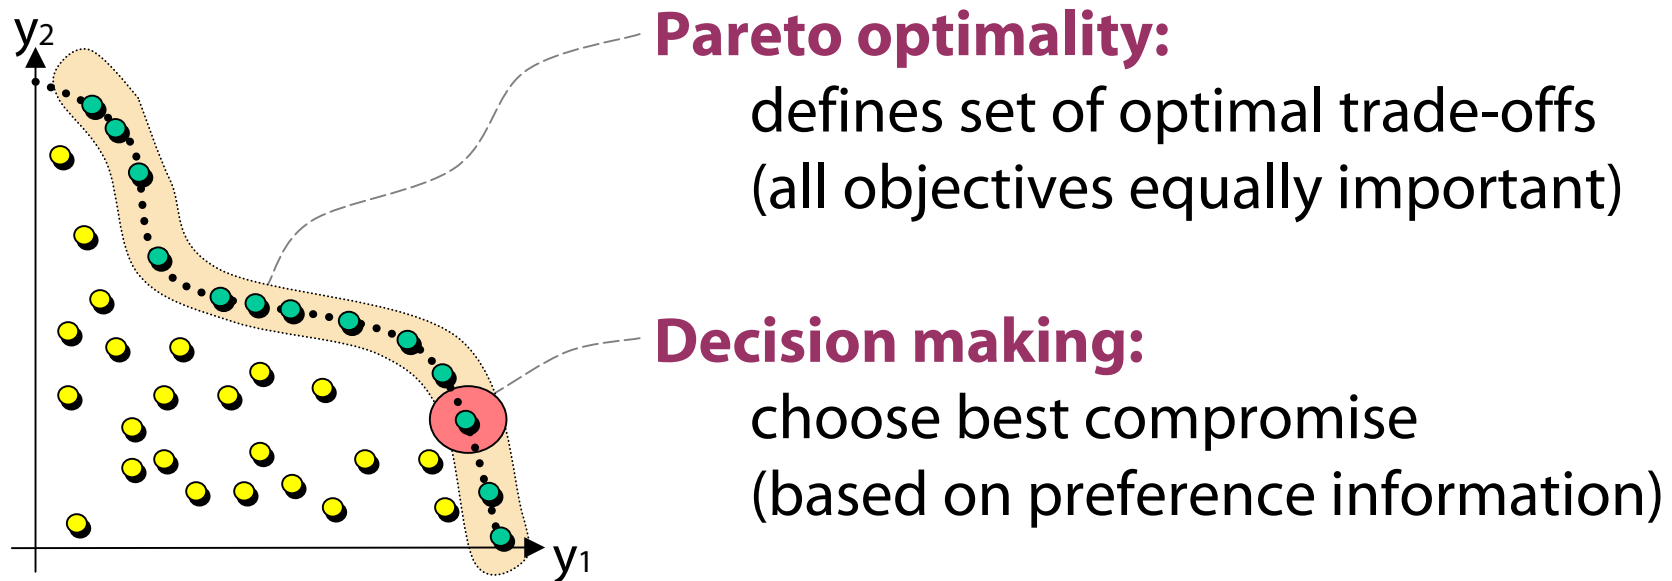 y2
Pareto optimality:
defines set of optimal trade-offs
(all objectives equally important)
Decision making:
choose best compromise
(based on preference information)
y1